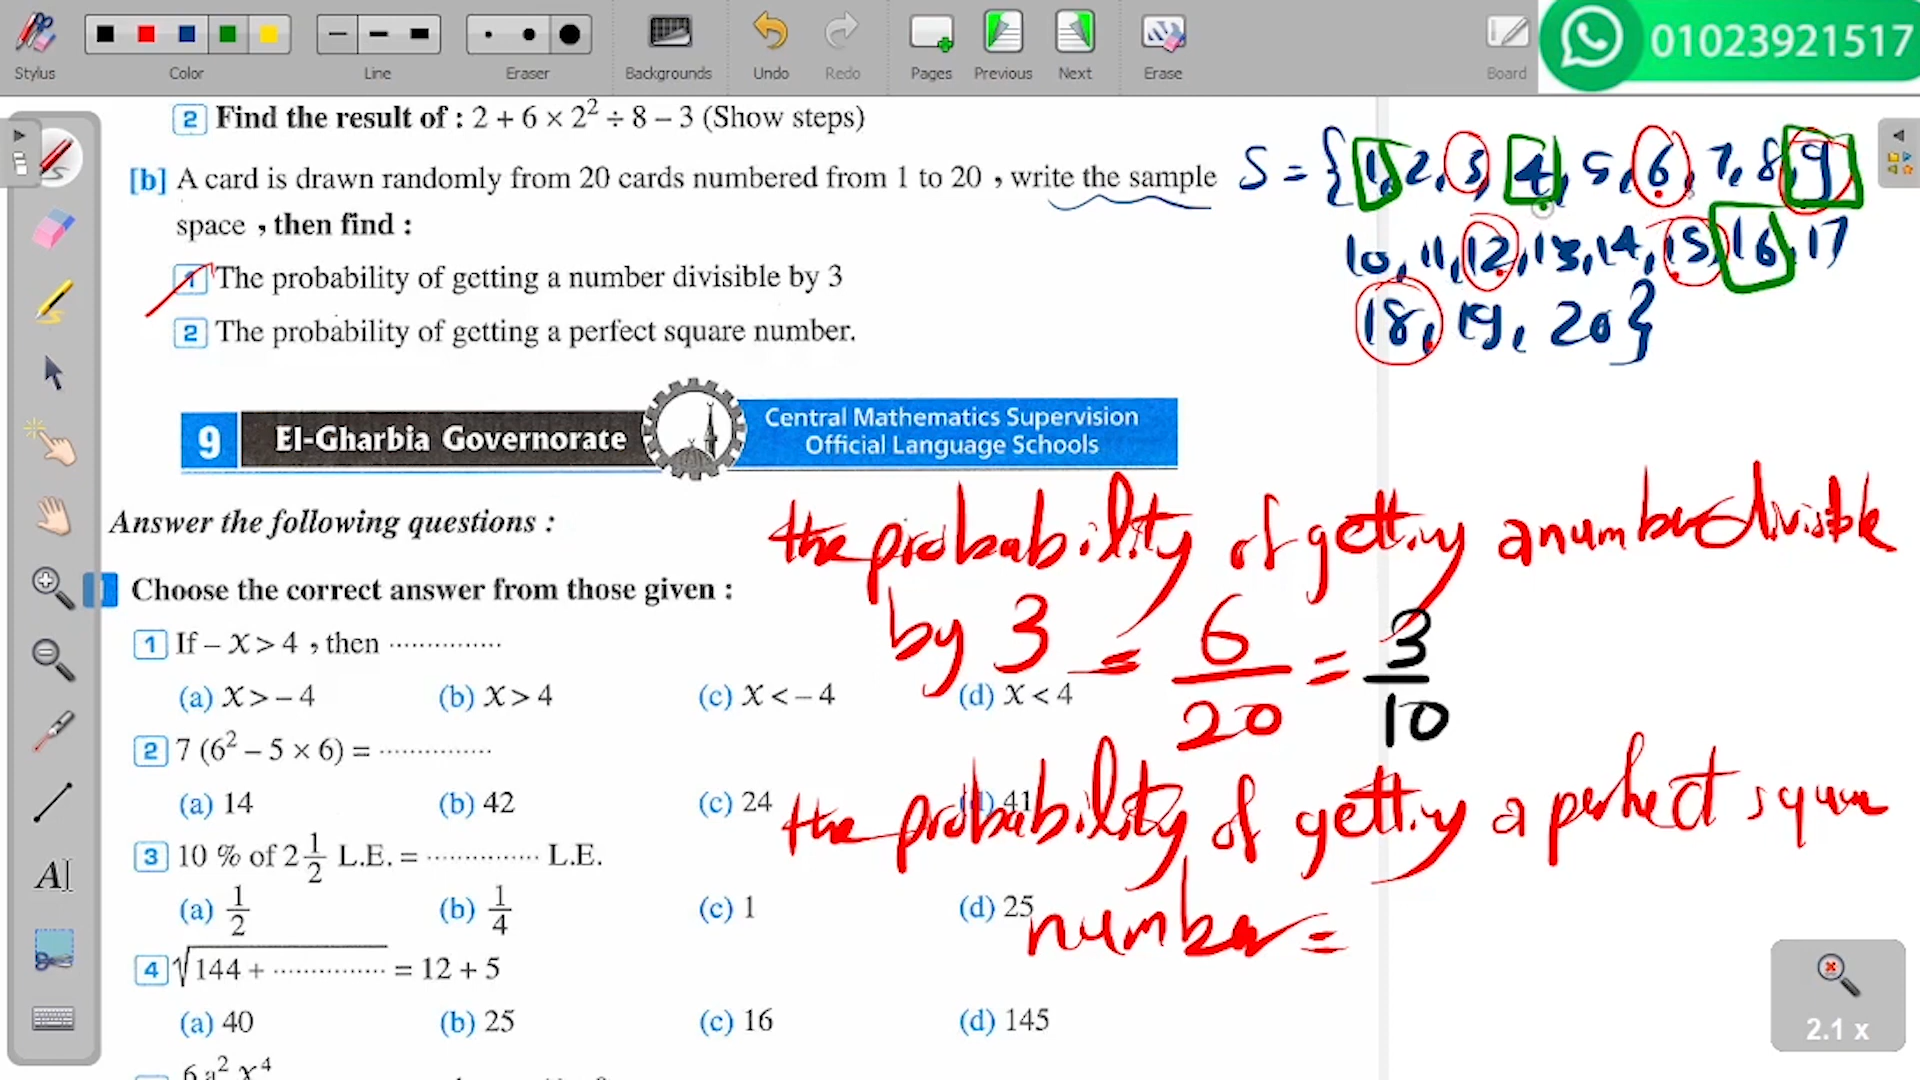 Stylus Color Line Eraser Backgrounds Undo Redo Pages Previous Next Erase Board
01023921517
2 Find the result of : 2 + 6 × 2² ÷ 8 – 3 (Show steps)
[b] A card is drawn randomly from 20 cards numbered from 1 to 20 , write the sample
space , then find :
1 The probability of getting a number divisible by 3
2 The probability of getting a perfect square number.
S = {1, 2, 3, 4, 5, 6, 7, 8, 9,
10, 11, 12, 13, 14, 15, 16, 17
18, 19, 20}
9 El-Gharbia Governorate
Central Mathematics Supervision
Official Language Schools
Answer the following questions :
the probability of getting a number divisible
by 3 = 6/20 = 3/10
the probability of getting a perfect square
number =
1 Choose the correct answer from those given :
1 If – X > 4 , then ...............
(a) X > – 4 (b) X > 4 (c) X < – 4 (d) X < 4
2 7 (6² – 5 × 6) = ...............
(a) 14 (b) 42 (c) 24 (d) 41
3 10 % of 2 1/2 L.E. = ............... L.E.
(a) 1/2 (b) 1/4 (c) 1 (d) 25
4 √144 + ............... = 12 + 5
(a) 40 (b) 25 (c) 16 (d) 145
6 a² X⁴
2.1 x